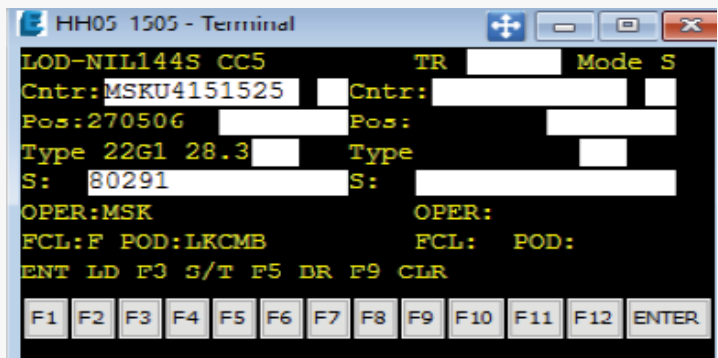 HH05 1505 - Terminal
LOD-NIL144S CC5 TR Mode S
Cntr:MSKU4151525 Cntr:
Pos:270506 Pos:
Type 22G1 28.3 Type
S: 80291 S:
OPER:MSK OPER:
FCL:F POD:LKCMB FCL: POD:
ENT LD F3 S/T F5 DR F9 CLR
F1 F2 F3 F4 F5 F6 F7 F8 F9 F10 F11 F12 ENTER